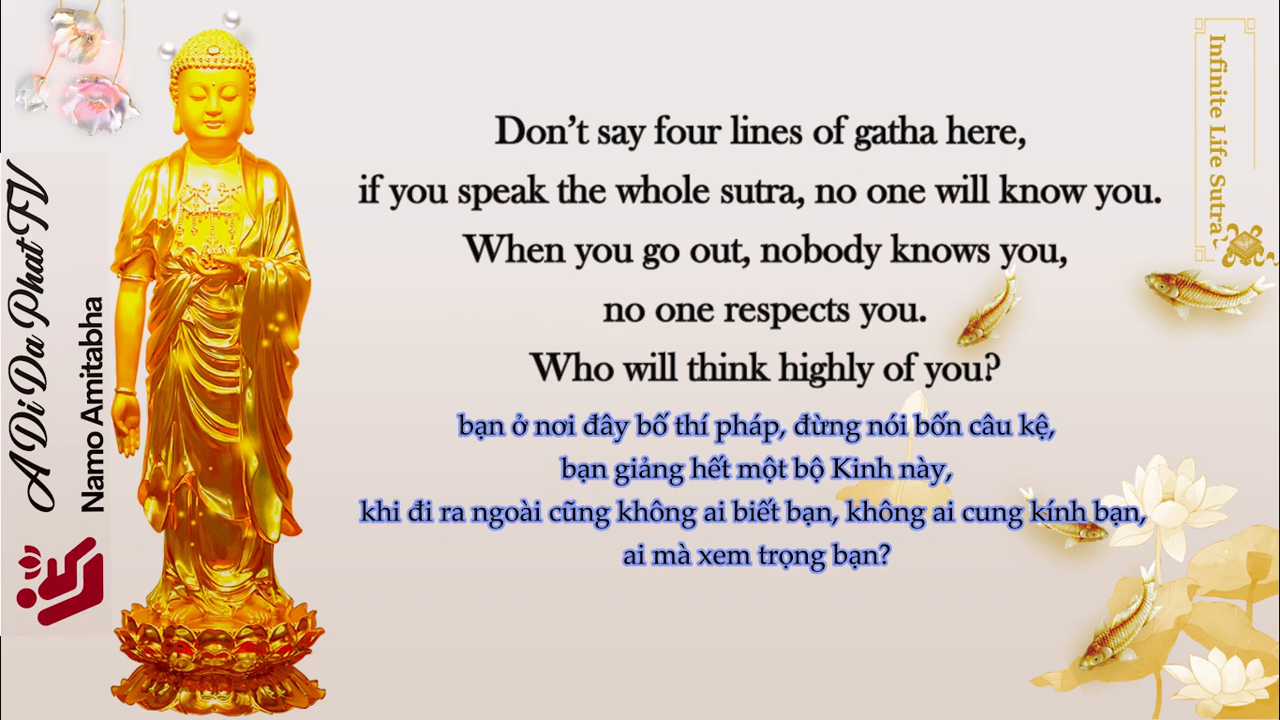 A Di Da Phat TV
Namo Amitabha
Infinite Life Sutra
Don't say four lines of gatha here,
if you speak the whole sutra, no one will know you.
When you go out, nobody knows you,
no one respects you.
Who will think highly of you?
bạn ở nơi đây bố thí pháp, đừng nói bốn câu kệ,
bạn giảng hết một bộ Kinh này,
khi đi ra ngoài cũng không ai biết bạn, không ai cung kính bạn,
ai mà xem trọng bạn?